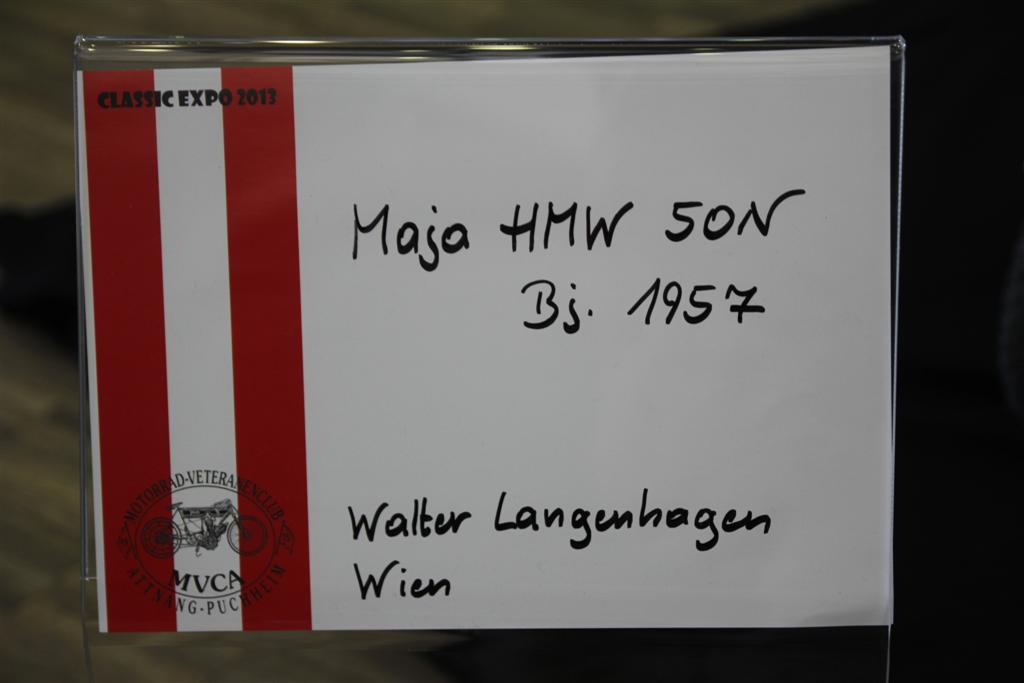 CLASSIC EXPO 2013
Maja HMW 50N
Bj. 1957
Walter Langenhagen
Wien
MOTORRAD-VETERANENCLUB
MVCA
ATTNANG-PUCHHEIM